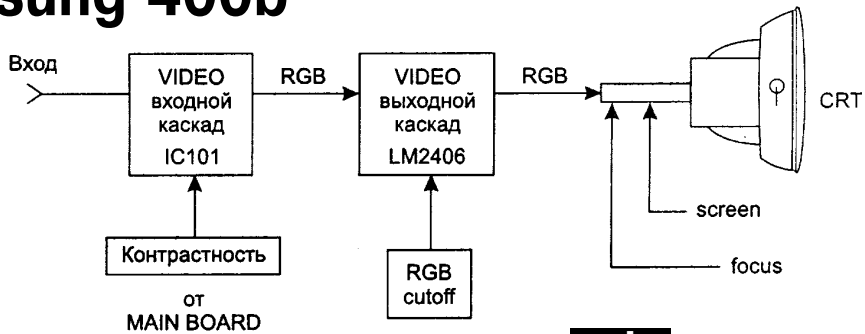 400b
Вход
VIDEO
входной
каскад
IC101
RGB
VIDEO
выходной
каскад
LM2406
RGB
CRT
screen
focus
Контрастность
от
MAIN BOARD
RGB
cutoff